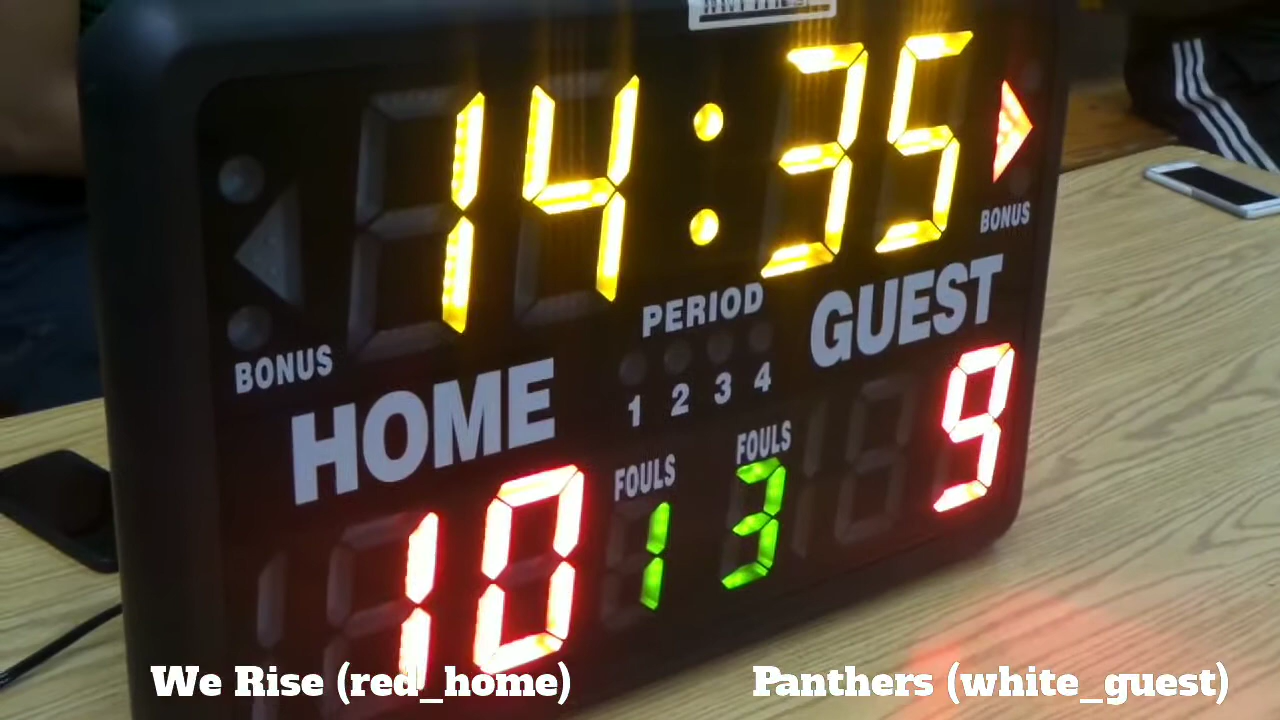 14:35
BONUS
PERIOD
GUEST
BONUS
HOME
1 2 3 4
FOULS
FOULS
10 1 3 9
We Rise (red_home)
Panthers (white_guest)